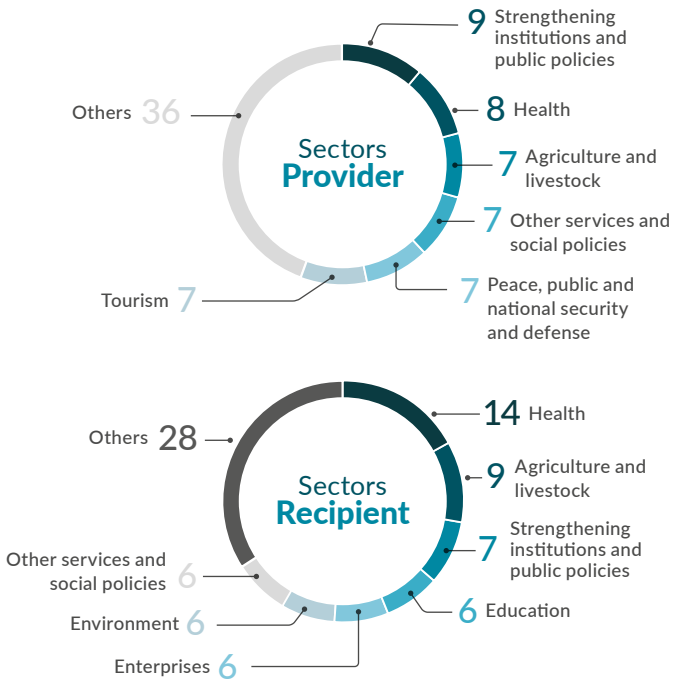 9 Strengthening
institutions and
public policies
Others 36
8 Health
Sectors
Provider
7 Agriculture and
livestock
7 Other services and
social policies
Tourism 7
7 Peace, public and
national security
and defense
14 Health
Others 28
Sectors
Recipient
9 Agriculture and
livestock
7 Strengthening
institutions and
public policies
Other services and
social policies 6
6 Education
Environment 6
Enterprises 6